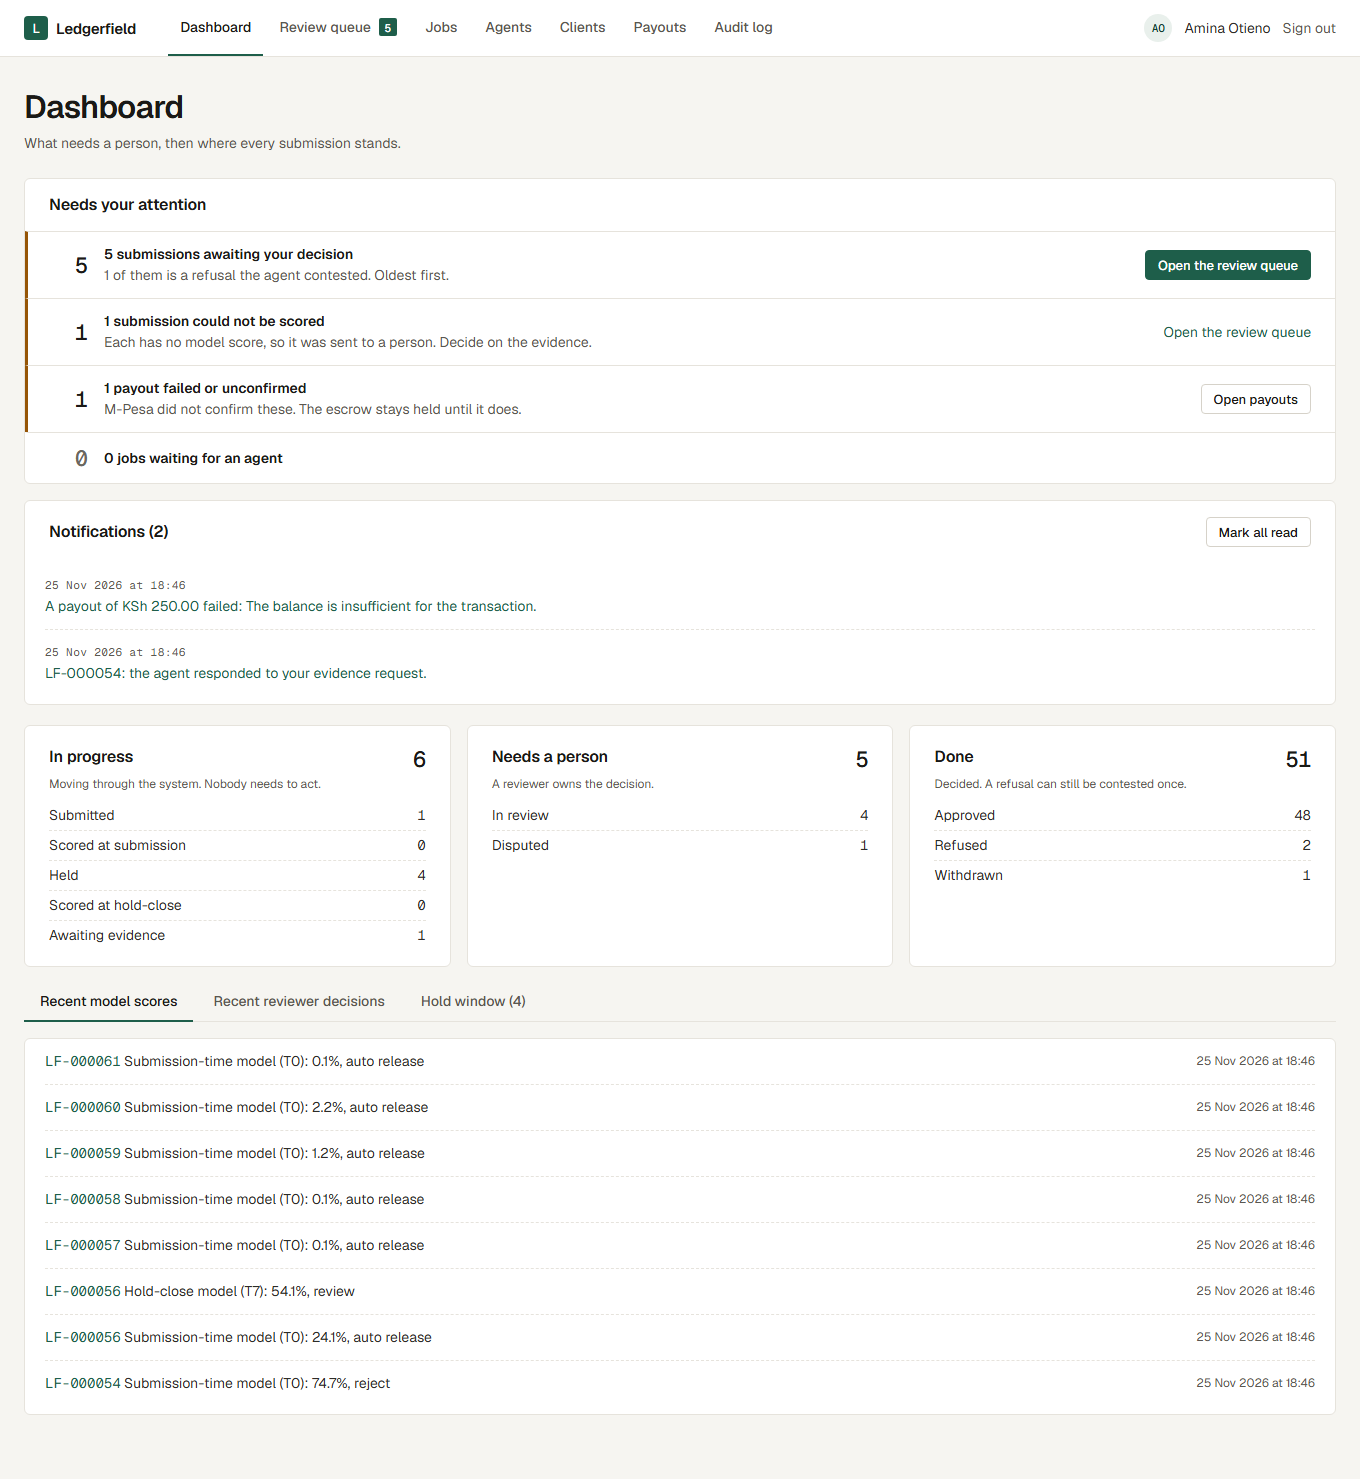 L Ledgerfield Dashboard Review queue 5 Jobs Agents Clients Payouts Audit log AO Amina Otieno Sign out
Dashboard
What needs a person, then where every submission stands.
Needs your attention
5 5 submissions awaiting your decision
1 of them is a refusal the agent contested. Oldest first.
Open the review queue
1 1 submission could not be scored
Each has no model score, so it was sent to a person. Decide on the evidence.
Open the review queue
1 1 payout failed or unconfirmed
M-Pesa did not confirm these. The escrow stays held until it does.
Open payouts
0 0 jobs waiting for an agent
Notifications (2) Mark all read
25 Nov 2026 at 18:46
A payout of KSh 250.00 failed: The balance is insufficient for the transaction.
25 Nov 2026 at 18:46
LF-000054: the agent responded to your evidence request.
In progress 6
Moving through the system. Nobody needs to act.
Submitted 1
Scored at submission 0
Held 4
Scored at hold-close 0
Awaiting evidence 1
Needs a person 5
A reviewer owns the decision.
In review 4
Disputed 1
Done 51
Decided. A refusal can still be contested once.
Approved 48
Refused 2
Withdrawn 1
Recent model scores Recent reviewer decisions Hold window (4)
LF-000061 Submission-time model (T0): 0.1%, auto release 25 Nov 2026 at 18:46
LF-000060 Submission-time model (T0): 2.2%, auto release 25 Nov 2026 at 18:46
LF-000059 Submission-time model (T0): 1.2%, auto release 25 Nov 2026 at 18:46
LF-000058 Submission-time model (T0): 0.1%, auto release 25 Nov 2026 at 18:46
LF-000057 Submission-time model (T0): 0.1%, auto release 25 Nov 2026 at 18:46
LF-000056 Hold-close model (T7): 54.1%, review 25 Nov 2026 at 18:46
LF-000056 Submission-time model (T0): 24.1%, auto release 25 Nov 2026 at 18:46
LF-000054 Submission-time model (T0): 74.7%, reject 25 Nov 2026 at 18:46